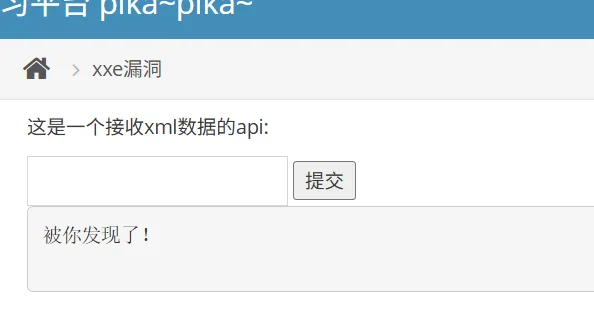 习平台 pika~pika~
xxe漏洞
这是一个接收xml数据的api:
提交
被你发现了!